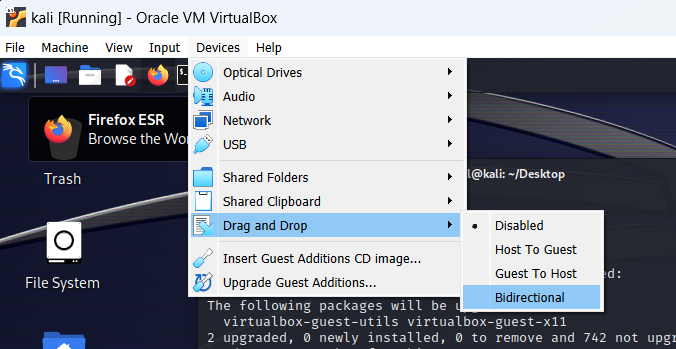 kali [Running] - Oracle VM VirtualBox
File Machine View Input Devices Help
Optical Drives
Audio
Network
USB
Shared Folders
Shared Clipboard
Drag and Drop
Insert Guest Additions CD image...
Upgrade Guest Additions...
Disabled
Host To Guest
Guest To Host
Bidirectional
Firefox ESR
Browse the Wo
Trash
File System
l@kali: ~/Desktop
ed:
The following packages will be up
virtualbox-guest-utils virtualbox-guest-x11
2 upgraded, 0 newly installed, 0 to remove and 742 not upgr